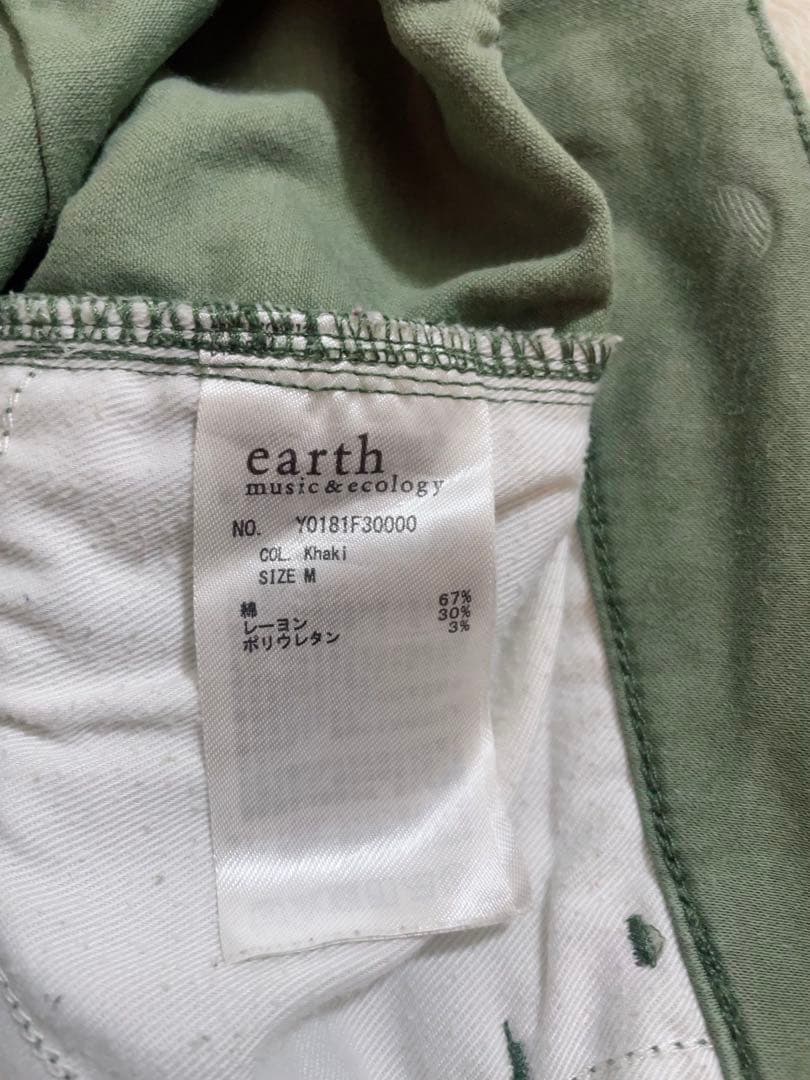 earth
music & ecology
NO. Y0181F30000
COL. Khaki
SIZE M
綿 67%
レーヨン 30%
ポリウレタン 3%